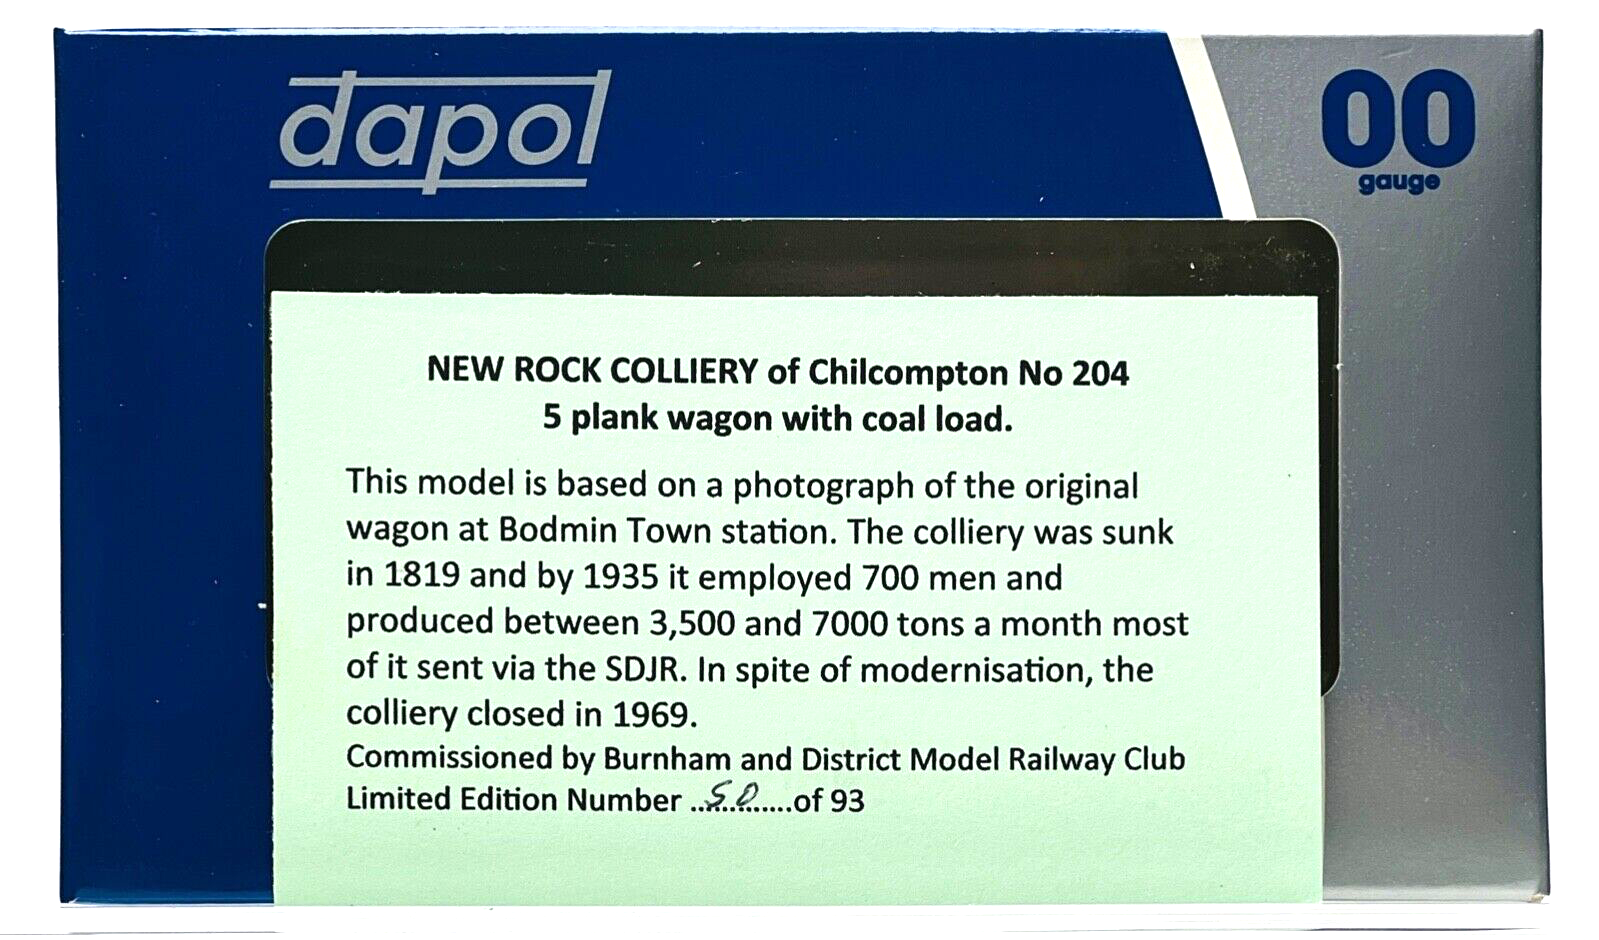 dapol
00
gauge
NEW ROCK COLLIERY of Chilcompton No 204
5 plank wagon with coal load.
This model is based on a photograph of the original
wagon at Bodmin Town station. The colliery was sunk
in 1819 and by 1935 it employed 700 men and
produced between 3,500 and 7000 tons a month most
of it sent via the SDJR. In spite of modernisation, the
colliery closed in 1969.
Commissioned by Burnham and District Model Railway Club
Limited Edition Number ..50......of 93